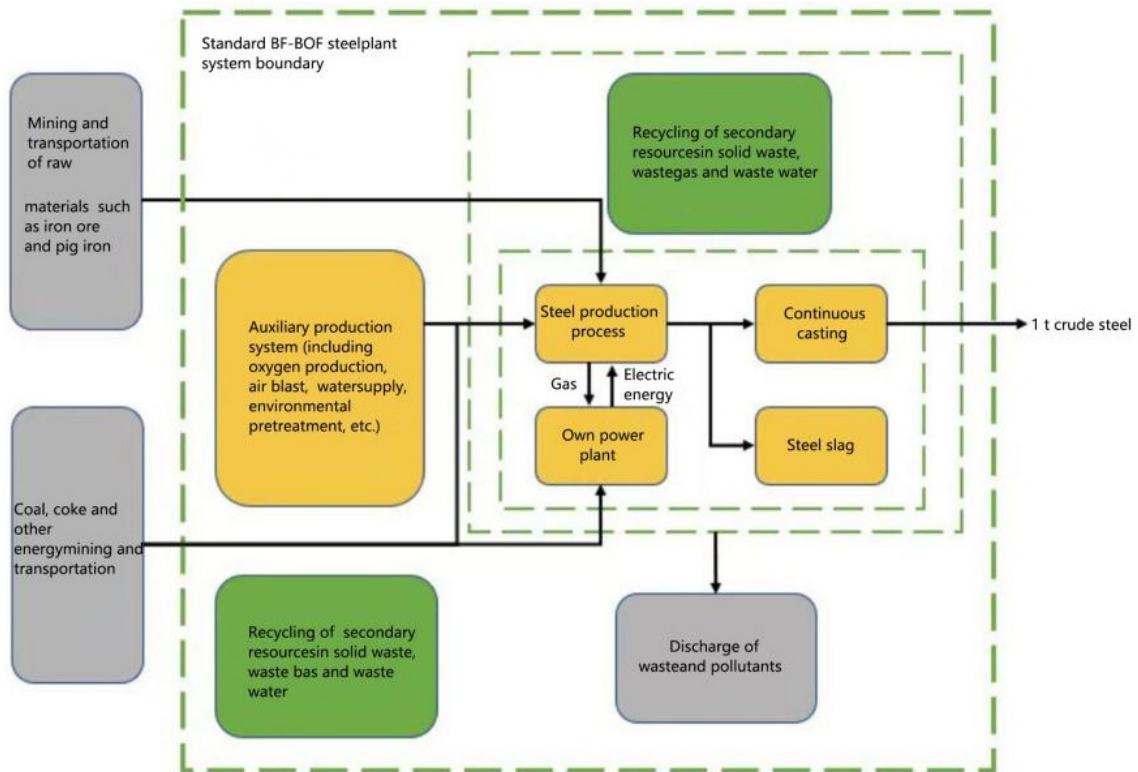 Standard BF-BOF steelplant
system boundary
Mining and
transportation
of raw
materials such
as iron ore
and pig iron
Recycling of secondary
resourcesin solid waste,
wastegas and waste water
Auxiliary production
system (including
oxygen production,
air blast, watersupply,
environmental
pretreatment, etc.)
Steel production
process
Continuous
casting
1 t crude steel
Gas
Electric
energy
Own power
plant
Steel slag
Coal, coke and
other
energymining and
transportation
Recycling of secondary
resourcesin solid waste,
waste bas and waste
water
Discharge of
wasteand pollutants